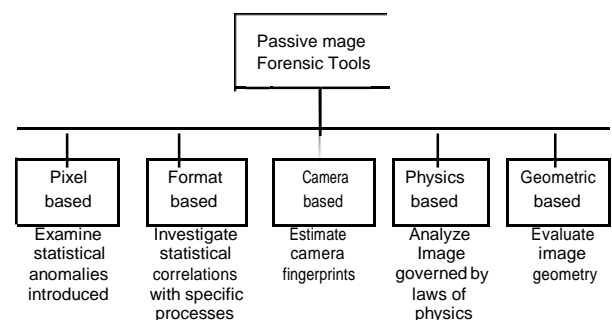 Passive mage
Forensic Tools
Pixel
based
Format
based
Camera
based
Physics
based
Geometric
based
Examine
statistical
anomalies
introduced
Investigate
statistical
correlations
with specific
processes
Estimate
camera
fingerprints
Analyze
Image
governed by
laws of
physics
Evaluate
image
geometry